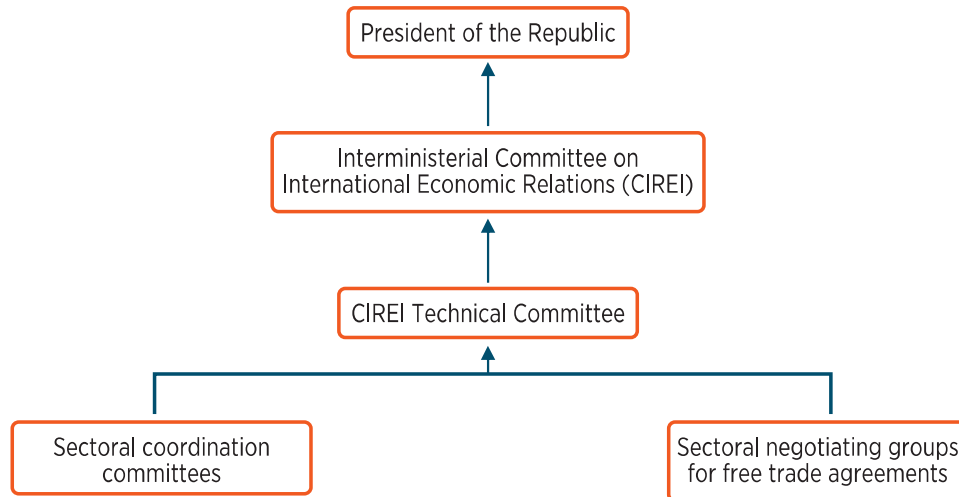 President of the Republic
Interministerial Committee on
International Economic Relations (CIREI)
CIREI Technical Committee
Sectoral coordination
committees
Sectoral negotiating groups
for free trade agreements